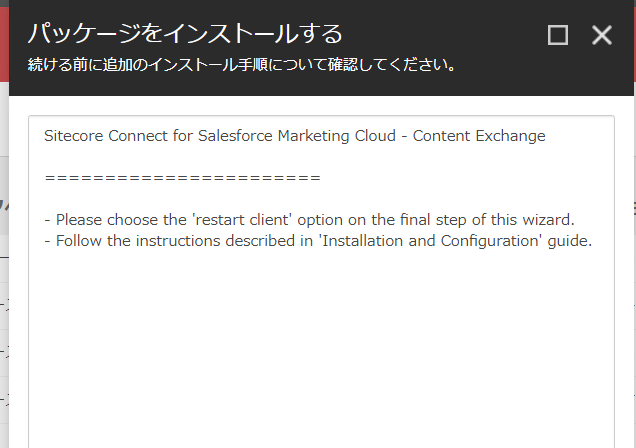 パッケージをインストールする
続ける前に追加のインストール手順について確認してください。
Sitecore Connect for Salesforce Marketing Cloud - Content Exchange
=======================
- Please choose the 'restart client' option on the final step of this wizard.
- Follow the instructions described in 'Installation and Configuration' guide.